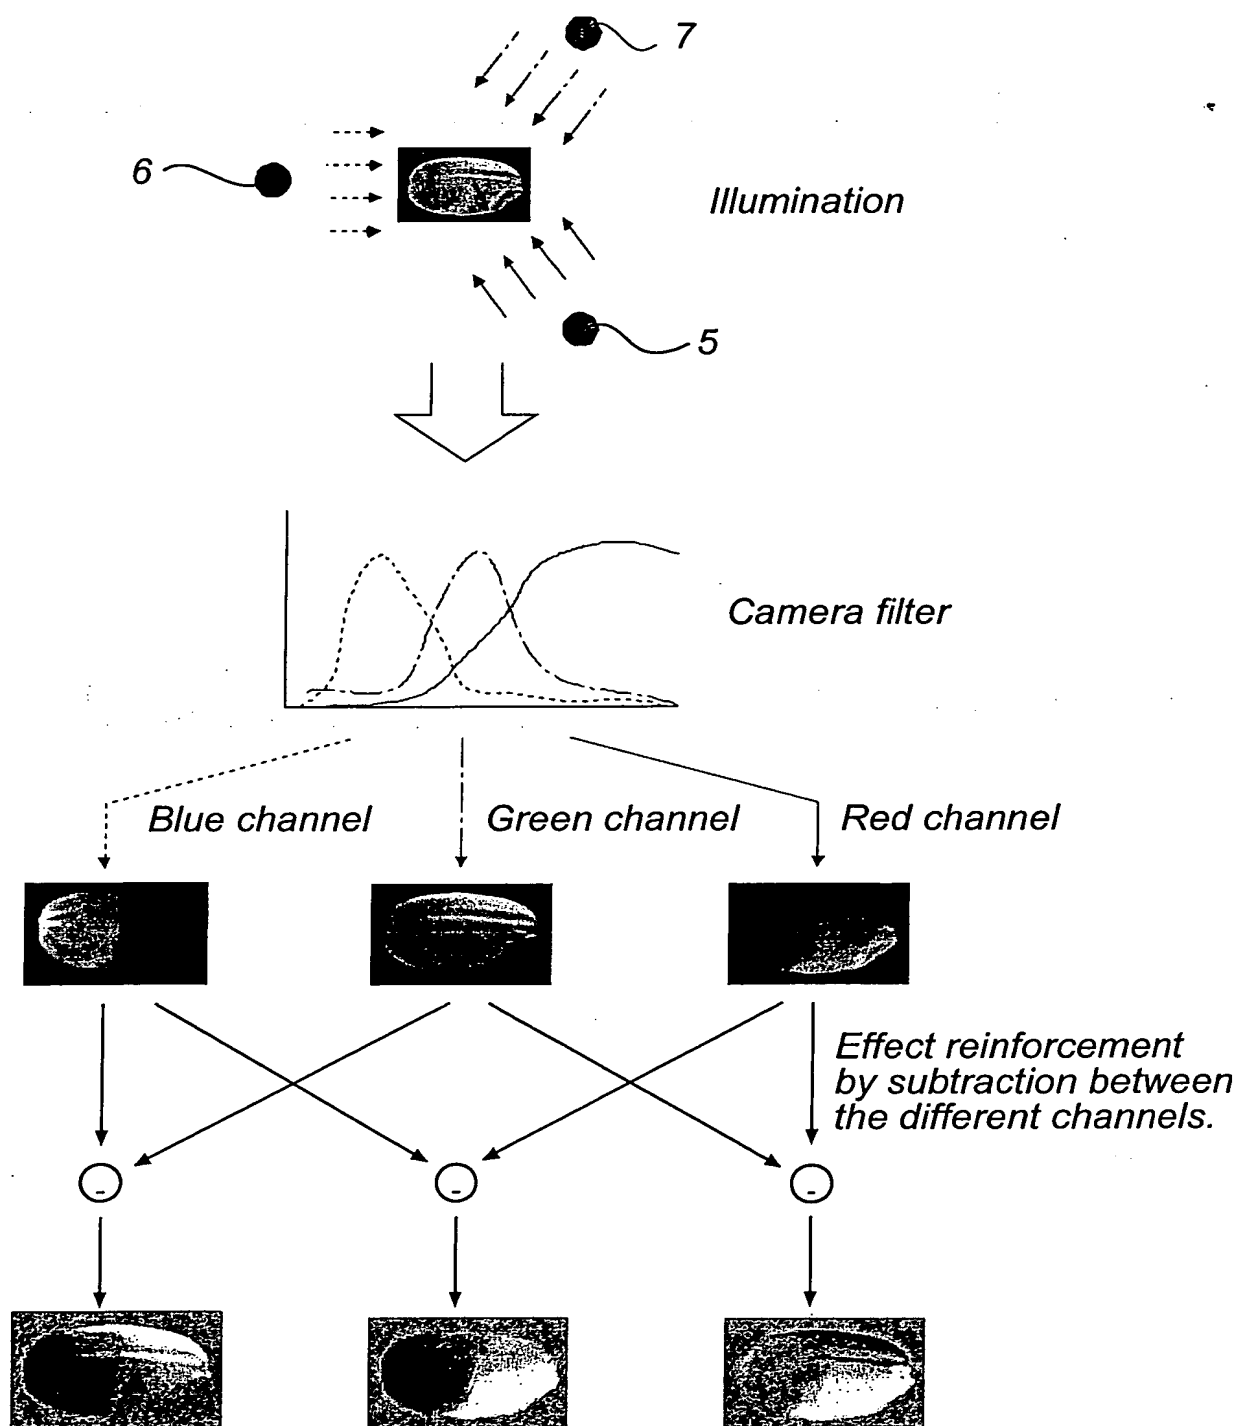 7
6
Illumination
5
Camera filter
Blue channel
Green channel
Red channel
Effect reinforcement
by subtraction between
the different channels.
-
-
-